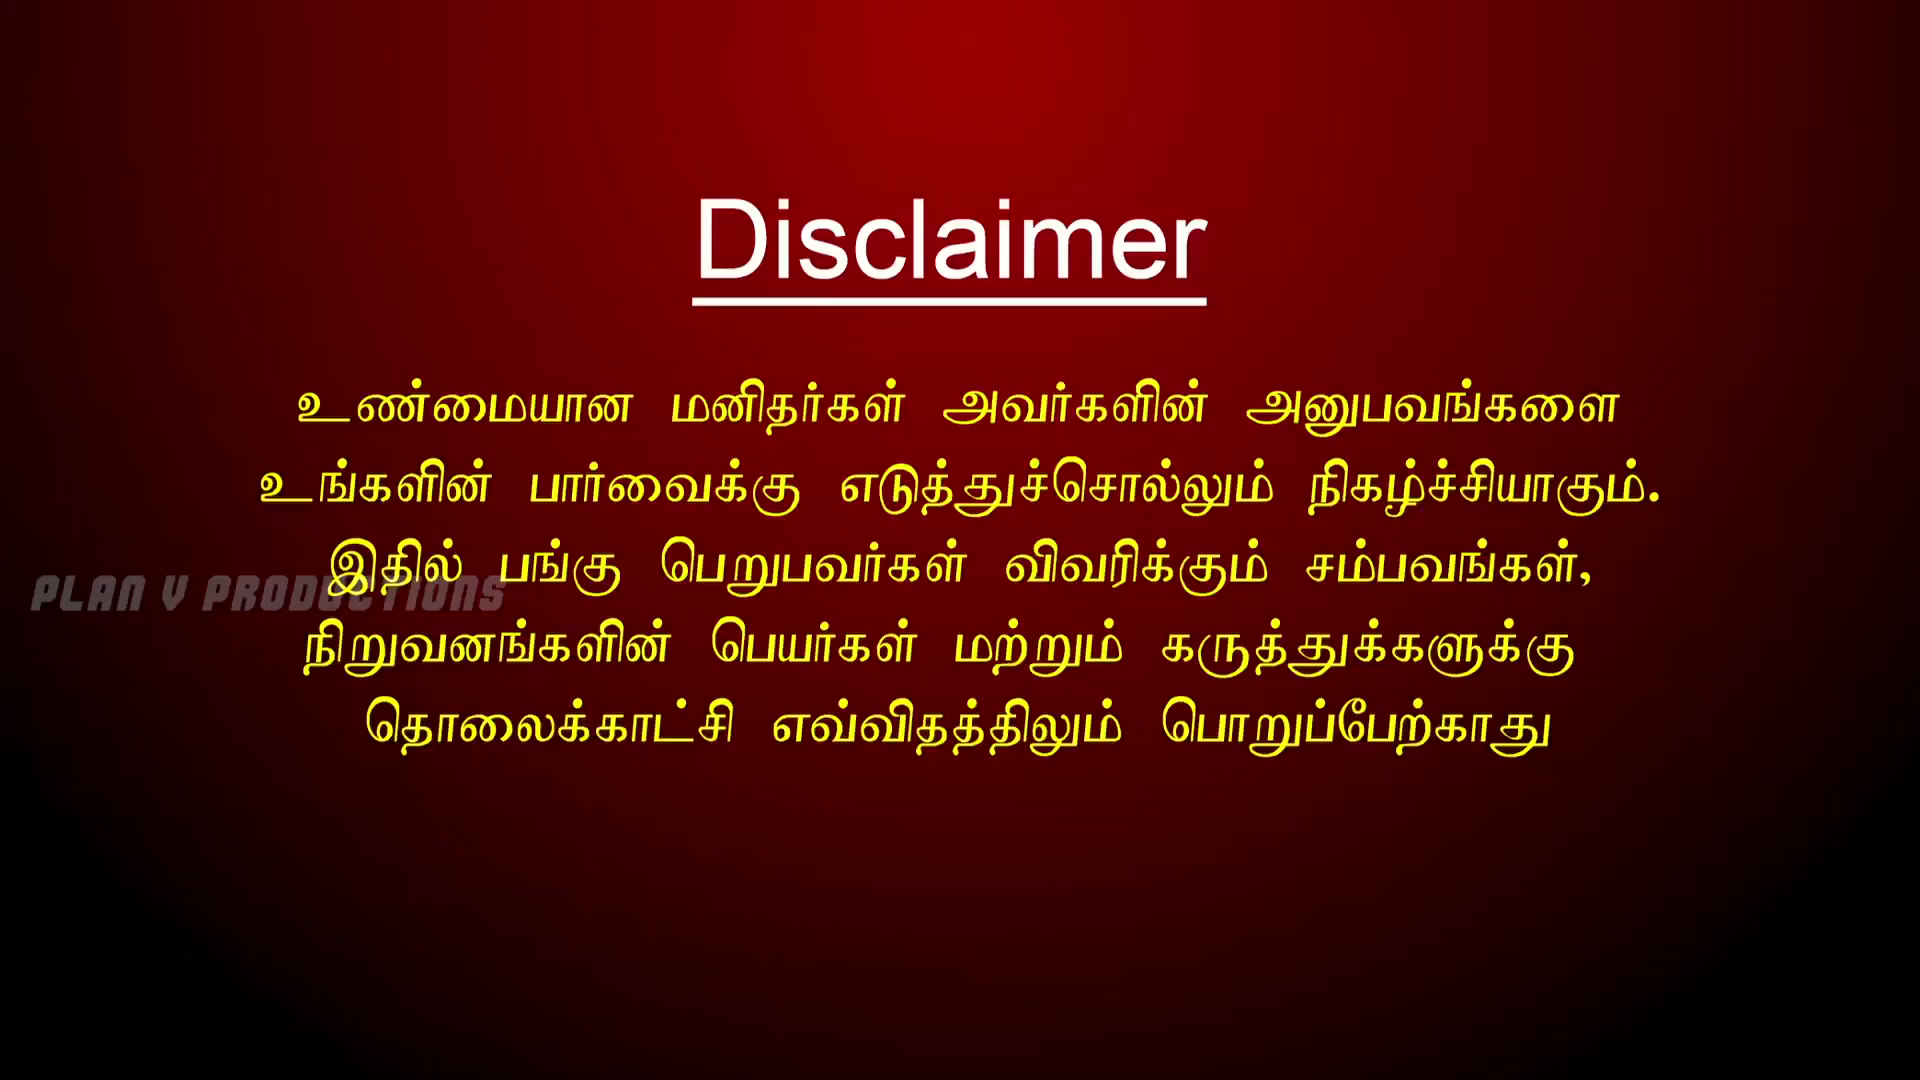 Disclaimer
உண்மையான மனிதர்கள் அவர்களின் அனுபவங்களை
உங்களின் பார்வைக்கு எடுத்துச்சொல்லும் நிகழ்ச்சியாகும்.
இதில் பங்கு பெறுபவர்கள் விவரிக்கும் சம்பவங்கள்,
PLAN V PRODUCTIONS
நிறுவனங்களின் பெயர்கள் மற்றும் கருத்துக்களுக்கு
தொலைக்காட்சி எவ்விதத்திலும் பொறுப்பேற்காது